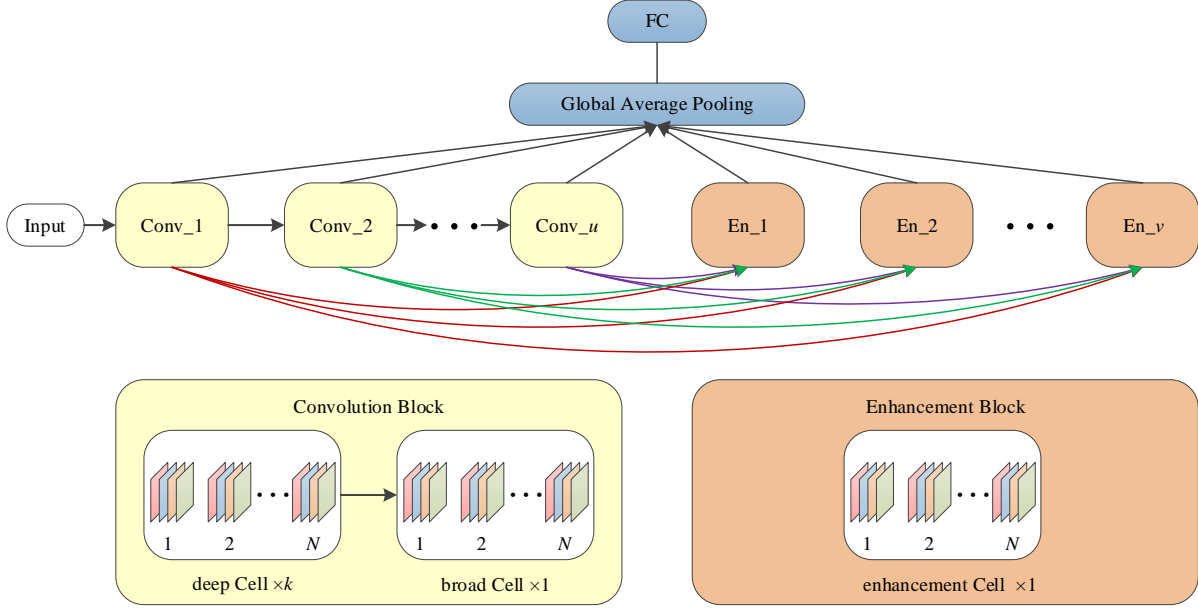 FC
Global Average Pooling
Input
Conv_1
Conv_2
Conv_u
En_1
En_2
En_v
Convolution Block
1 2 N
deep Cell ×k
1 2 N
broad Cell ×1
Enhancement Block
1 2 N
enhancement Cell ×1